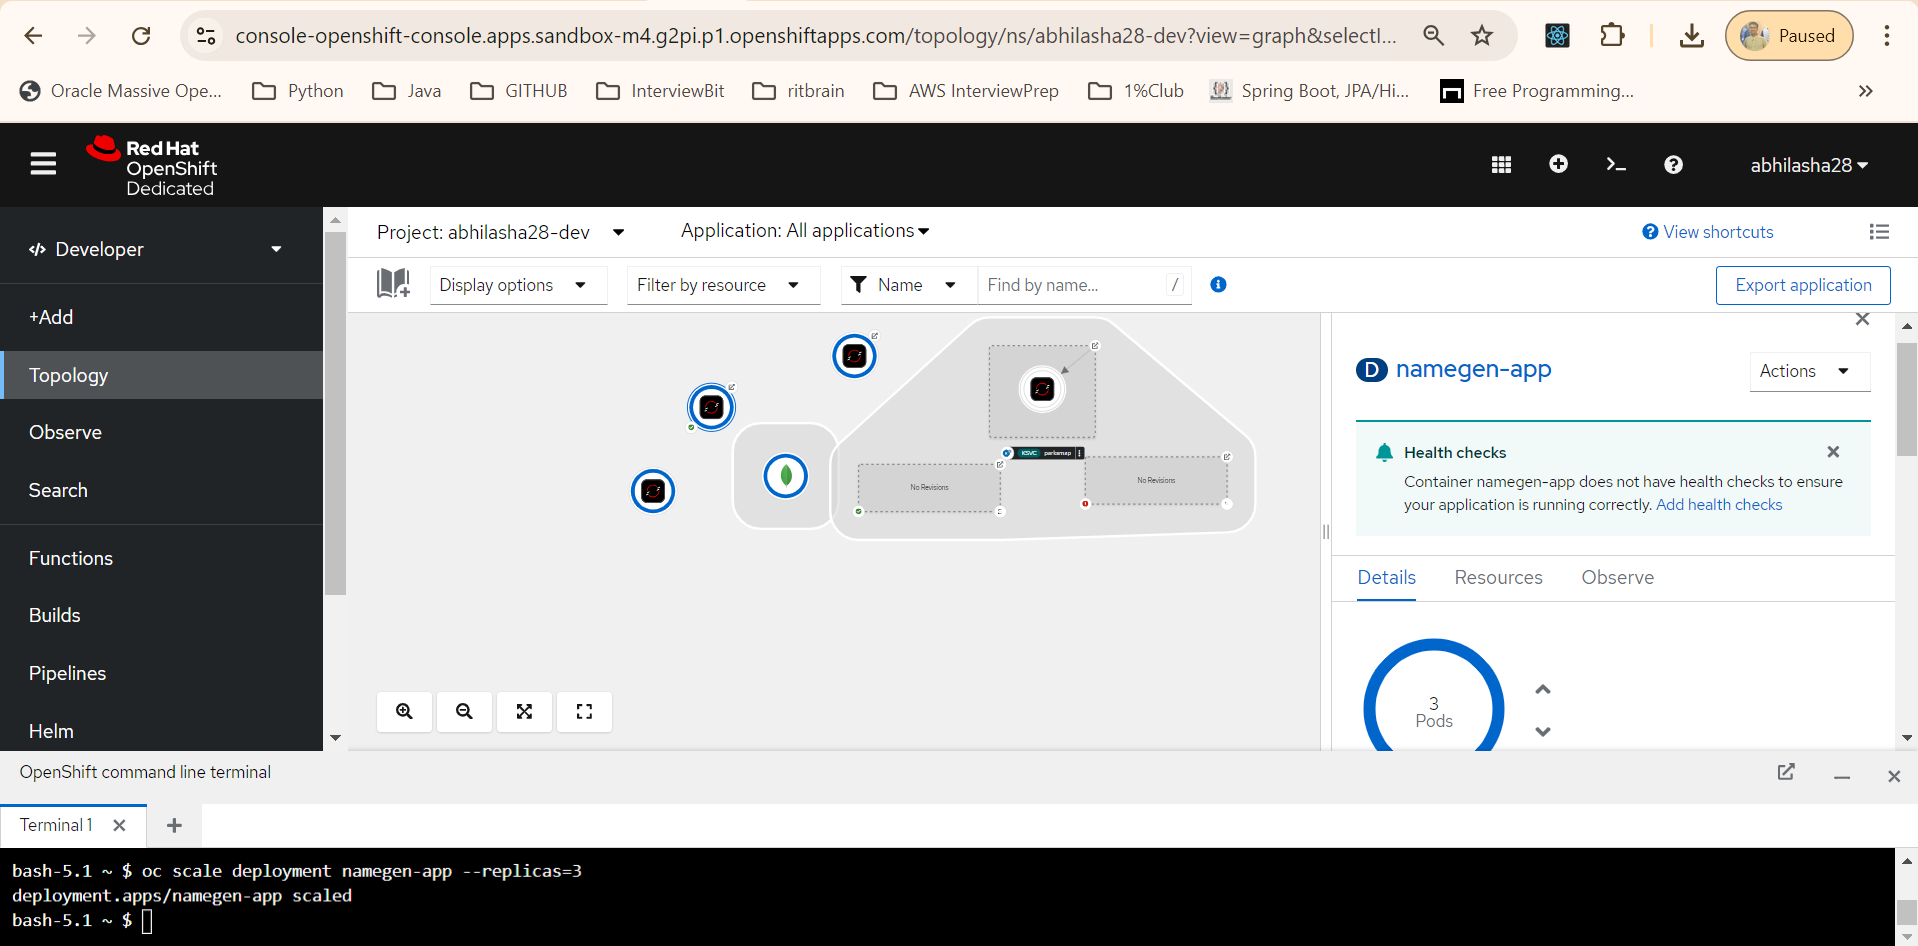 console-openshift-console.apps.sandbox-m4.g2pi.p1.openshiftapps.com/topology/ns/abhilasha28-dev?view=graph&selectI...
Paused
Oracle Massive Ope...
Python
Java
GITHUB
InterviewBit
ritbrain
AWS InterviewPrep
1%Club
Spring Boot, JPA/Hi...
Free Programming...
Red Hat
OpenShift
Dedicated
abhilasha28
Developer
+Add
Topology
Observe
Search
Functions
Builds
Pipelines
Helm
Project: abhilasha28-dev
Application: All applications
View shortcuts
Display options
Filter by resource
Name
Find by name...
/
Export application
KSVC parksmap
No Revisions
No Revisions
D namegen-app
Actions
Health checks
Container namegen-app does not have health checks to ensure
your application is running correctly. Add health checks
Details
Resources
Observe
3
Pods
OpenShift command line terminal
Terminal 1
bash-5.1 ~ $ oc scale deployment namegen-app --replicas=3
deployment.apps/namegen-app scaled
bash-5.1 ~ $